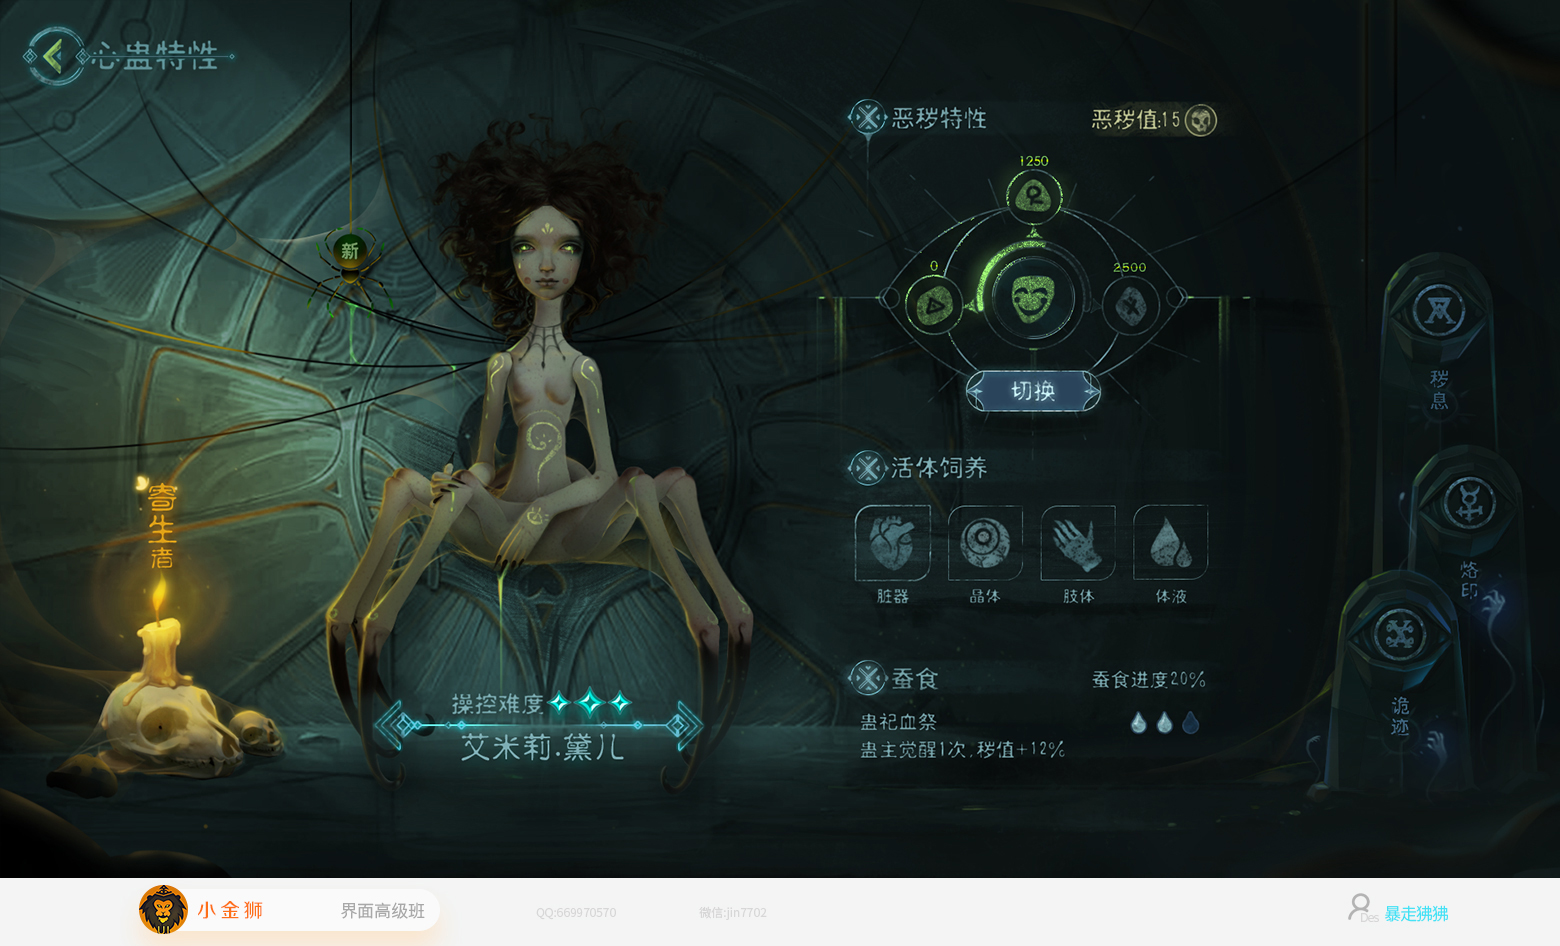 心蛊特性
恶秽特性
恶秽值:15
1250
新
0
2500
切换
秽息
活体饲养
寄生者
脏器
晶体
肢体
体液
烙印
操控难度
蚕食
蚕食进度20%
艾米莉.黛儿
蛊祀血祭
蛊主觉醒1次,秽值+12%
诡迹
小金狮
界面高级班
QQ:669970570
微信:jin7702
Des
暴走狒狒